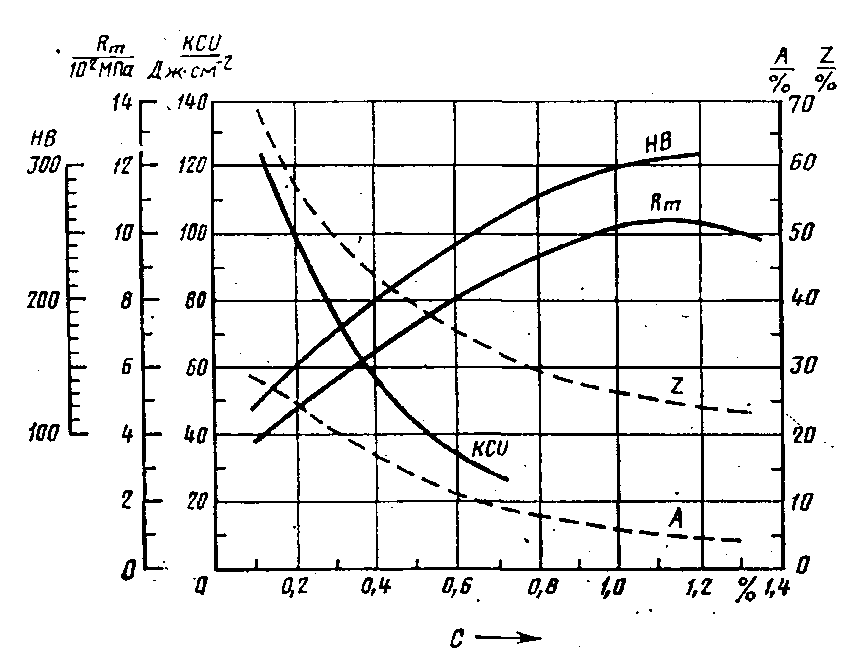 Rm KCU A Z
10² МПа Дж·см⁻² % %
14 140 70
HB
HB
300 12 120 60
Rm
10 100 50
200 8 80 40
6 60 30
Z
100 4 40 20
KCU
2 20 10
A
0 0 0,2 0,4 0,6 0,8 1,0 1,2 % 1,4 0
C